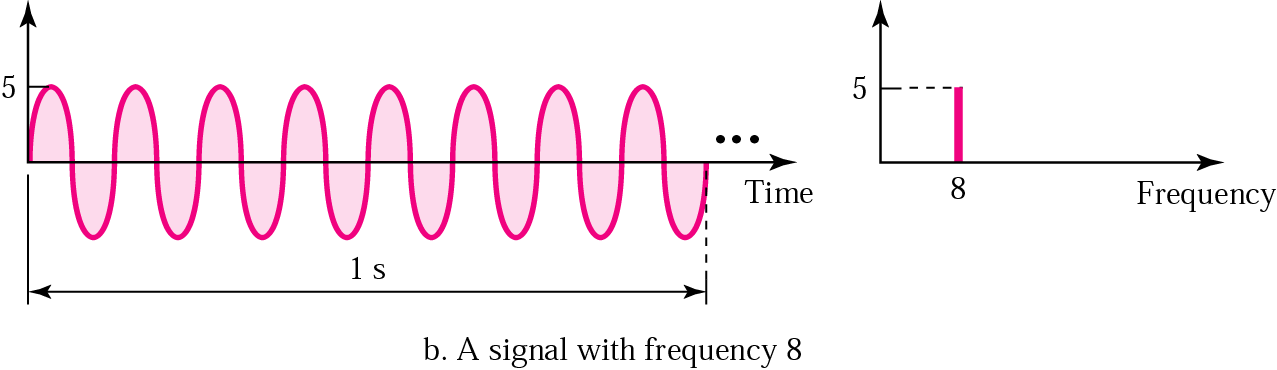 5
Time
1 s
5
8
Frequency
b. A signal with frequency 8